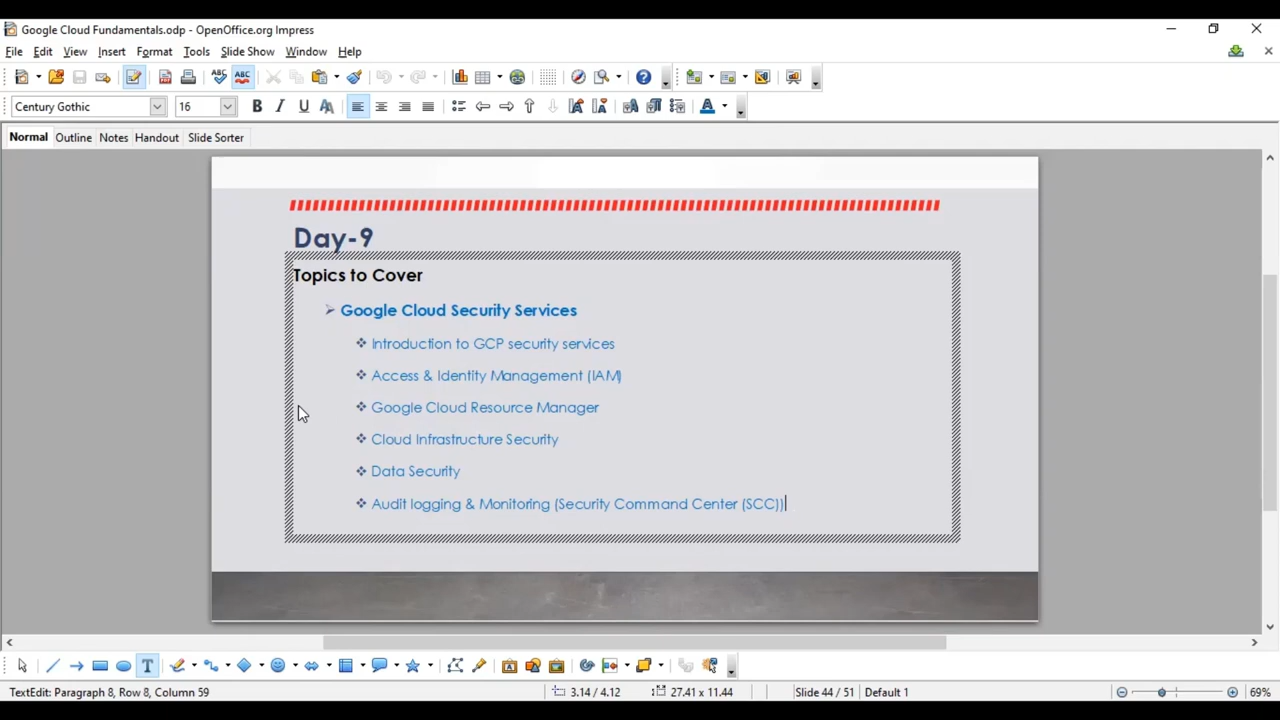 Google Cloud Fundamentals.odp - OpenOffice.org Impress
File Edit View Insert Format Tools Slide Show Window Help
Century Gothic 16
Normal Outline Notes Handout Slide Sorter
Day-9
Topics to Cover
Google Cloud Security Services
Introduction to GCP security services
Access & Identity Management (IAM)
Google Cloud Resource Manager
Cloud Infrastructure Security
Data Security
Audit logging & Monitoring (Security Command Center (SCC))
TextEdit: Paragraph 8, Row 8, Column 59 3.14 / 4.12 27.41 x 11.44 Slide 44 / 51 Default 1 69%